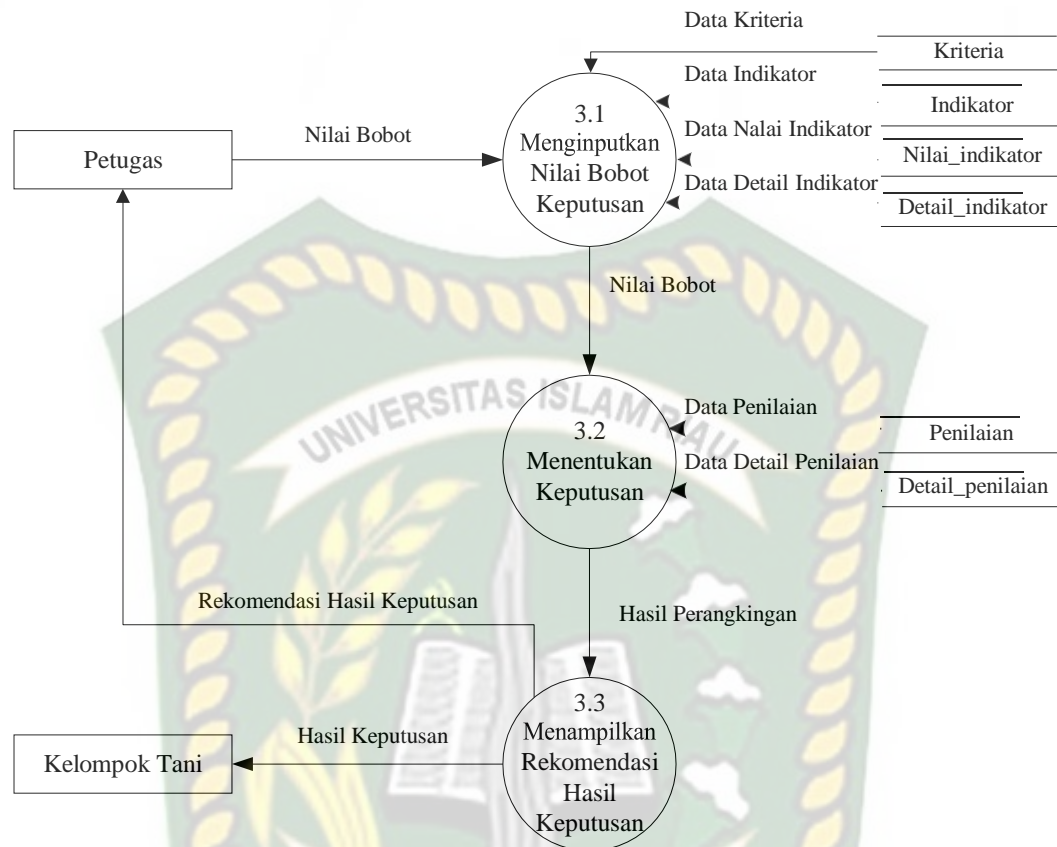 Data Kriteria
Kriteria
Data Indikator
Indikator
3.1
Menginputkan
Nilai Bobot
Keputusan
Petugas
Nilai Bobot
Data Nalai Indikator
Nilai_indikator
Data Detail Indikator
Detail_indikator
Nilai Bobot
UNIVERSITAS ISLAM RIAU
Data Penilaian
Penilaian
3.2
Menentukan
Keputusan
Data Detail Penilaian
Detail_penilaian
Rekomendasi Hasil Keputusan
Hasil Perangkingan
3.3
Menampilkan
Rekomendasi
Hasil
Keputusan
Hasil Keputusan
Kelompok Tani